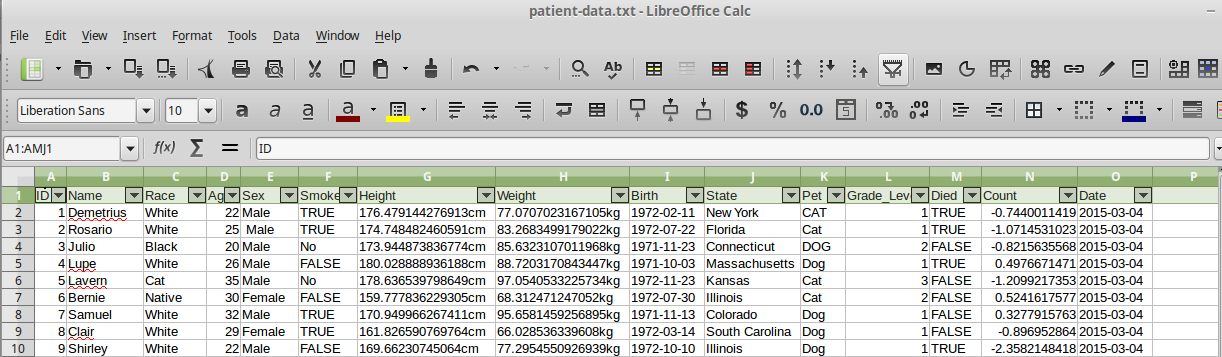 patient-data.txt - LibreOffice Calc
File Edit View Insert Format Tools Data Window Help
Liberation Sans 10 a a a a $ % 0.0
A1:AMJ1 f(x) Σ = ID
A B C D E F G H I J K L M N O P
1 ID Name Race Ag Sex Smoke Height Weight Birth State Pet Grade_Lev Died Count Date
2 1 Demetrius White 22 Male TRUE 176.479144276913cm 77.0707023167105kg 1972-02-11 New York CAT 1 TRUE -0.7440011419 2015-03-04
3 2 Rosario White 25 Male TRUE 174.748482460591cm 83.2683499179022kg 1972-07-22 Florida Cat 1 TRUE -1.0714531023 2015-03-04
4 3 Julio Black 20 Male No 173.944873836774cm 85.6323107011968kg 1971-11-23 Connecticut DOG 2 FALSE -0.8215635568 2015-03-04
5 4 Lupe White 26 Male FALSE 180.028888936188cm 88.7203170843447kg 1971-10-03 Massachusetts Dog 1 TRUE 0.4976671471 2015-03-04
6 5 Lavern Cat 35 Male No 178.636539798649cm 97.0540533225734kg 1972-11-23 Kansas Cat 3 FALSE -1.2099217353 2015-03-04
7 6 Bernie Native 30 Female FALSE 159.777836229305cm 68.312471247052kg 1972-07-30 Illinois Cat 2 FALSE 0.5241617577 2015-03-04
8 7 Samuel White 32 Male TRUE 170.949966267411cm 95.6581459256895kg 1971-11-13 Colorado Dog 1 TRUE 0.3277915763 2015-03-04
9 8 Clair White 29 Female TRUE 161.826590769764cm 66.028536339608kg 1972-03-14 South Carolina Dog 1 FALSE -0.896952864 2015-03-04
10 9 Shirley White 22 Male FALSE 169.66230745064cm 77.2954550926939kg 1972-10-10 Illinois Dog 1 TRUE -2.3582148418 2015-03-04